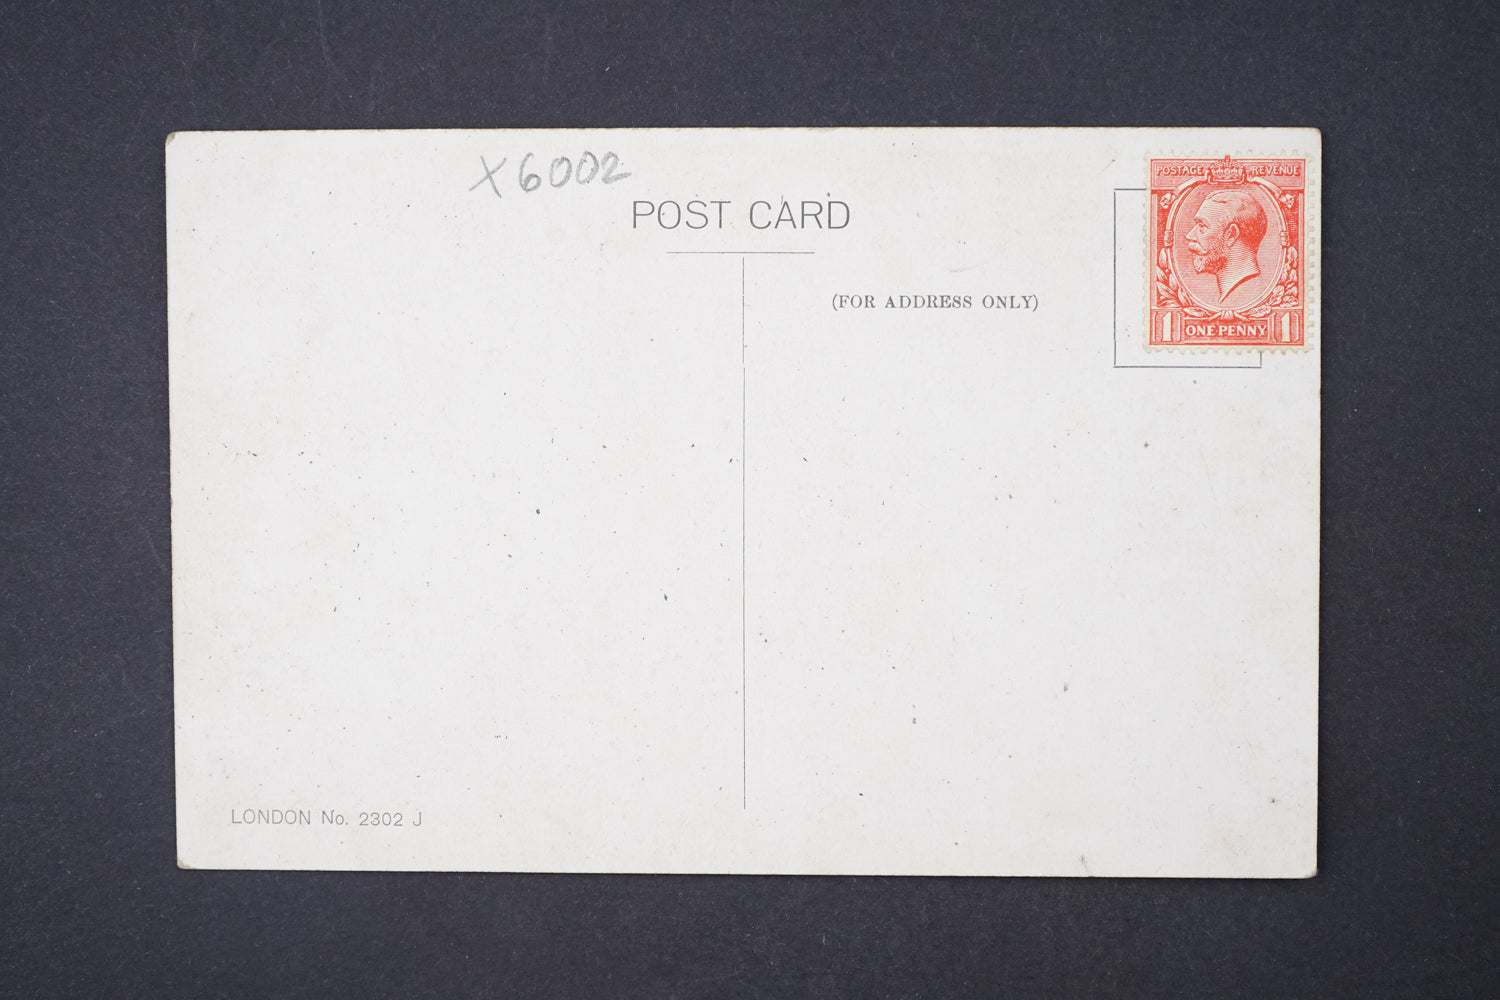 X6002
POST CARD
(FOR ADDRESS ONLY)
POSTAGE REVENUE
1 ONE PENNY 1
LONDON No. 2302 J